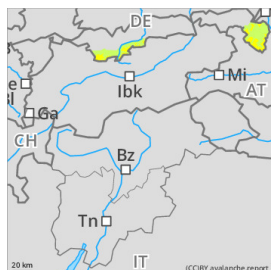 DE
Mi
Ibk
AT
Ga
CH
Bz
Tn
20 km
IT
(CC)BY avalanche.report